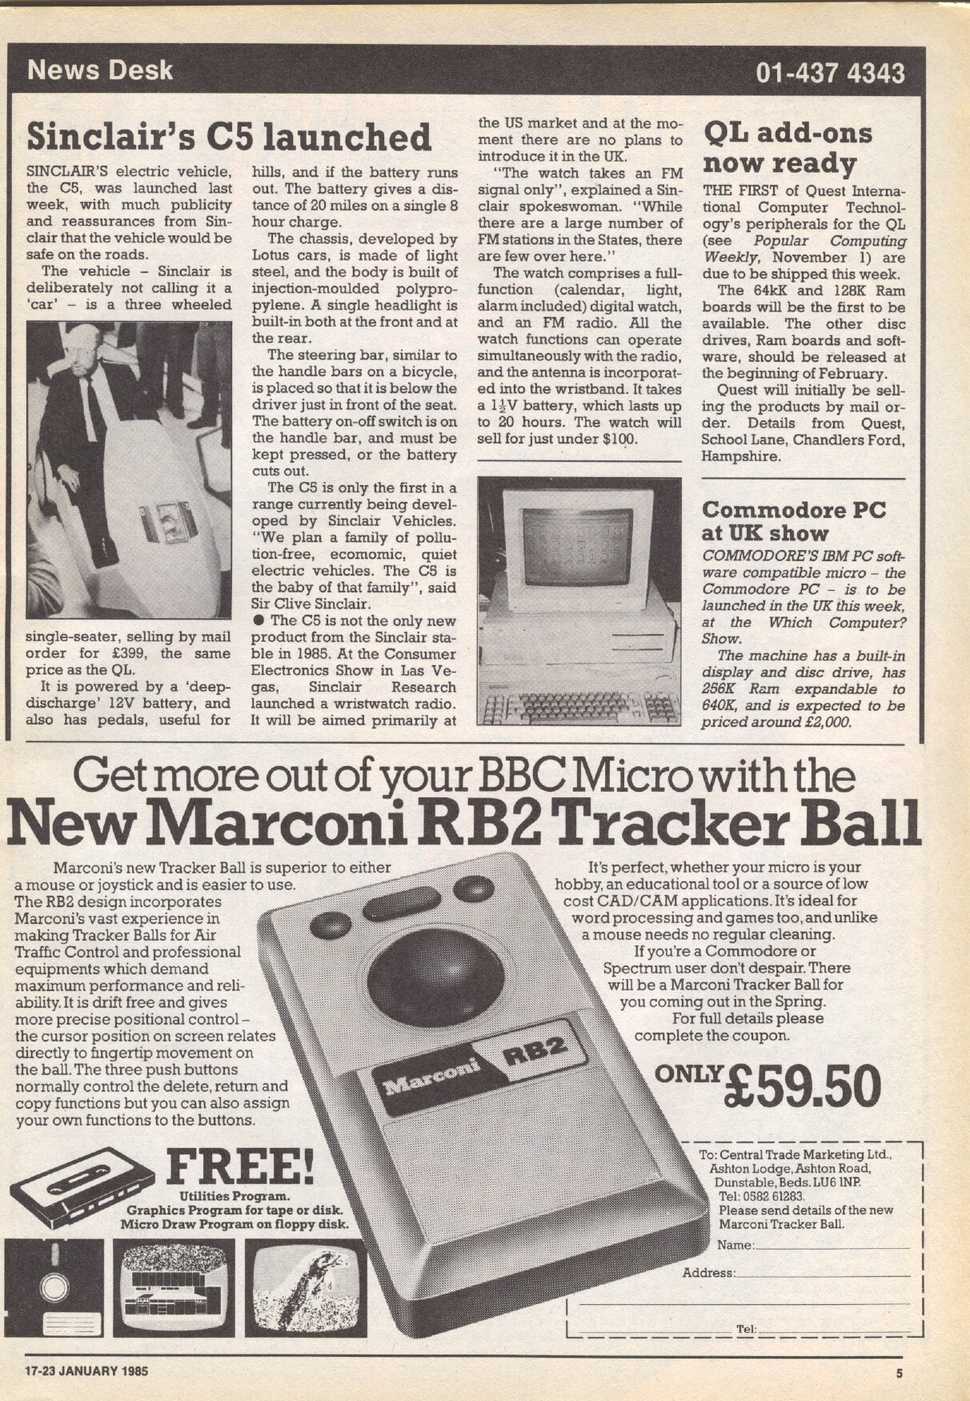 News Desk
01-437 4343
Sinclair's C5 launched
SINCLAIR'S electric vehicle,
the C5, was launched last
week, with much publicity
and reassurances from Sin-
clair that the vehicle would be
safe on the roads.
The vehicle – Sinclair is
deliberately not calling it a
'car' – is a three wheeled
single-seater, selling by mail
order for £399, the same
price as the QL.
It is powered by a 'deep-
discharge' 12V battery, and
also has pedals, useful for
hills, and if the battery runs
out. The battery gives a dis-
tance of 20 miles on a single 8
hour charge.
The chassis, developed by
Lotus cars, is made of light
steel, and the body is built of
injection-moulded polypro-
pylene. A single headlight is
built-in both at the front and at
the rear.
The steering bar, similar to
the handle bars on a bicycle,
is placed so that it is below the
driver just in front of the seat.
The battery on-off switch is on
the handle bar, and must be
kept pressed, or the battery
cuts out.
The C5 is only the first in a
range currently being devel-
oped by Sinclair Vehicles.
"We plan a family of pollu-
tion-free, ecomomic, quiet
electric vehicles. The C5 is
the baby of that family", said
Sir Clive Sinclair.
● The C5 is not the only new
product from the Sinclair sta-
ble in 1985. At the Consumer
Electronics Show in Las Ve-
gas, Sinclair Research
launched a wristwatch radio.
It will be aimed primarily at
the US market and at the mo-
ment there are no plans to
introduce it in the UK.
"The watch takes an FM
signal only", explained a Sin-
clair spokeswoman. "While
there are a large number of
FM stations in the States, there
are few over here."
The watch comprises a full-
function (calendar, light,
alarm included) digital watch,
and an FM radio. All the
watch functions can operate
simultaneously with the radio,
and the antenna is incorporat-
ed into the wristband. It takes
a 1½V battery, which lasts up
to 20 hours. The watch will
sell for just under $100.
QL add-ons
now ready
THE FIRST of Quest Interna-
tional Computer Technol-
ogy's peripherals for the QL
(see Popular Computing
Weekly, November 1) are
due to be shipped this week.
The 64kK and 128K Ram
boards will be the first to be
available. The other disc
drives, Ram boards and soft-
ware, should be released at
the beginning of February.
Quest will initially be sell-
ing the products by mail or-
der. Details from Quest,
School Lane, Chandlers Ford,
Hampshire.
Commodore PC
at UK show
COMMODORE'S IBM PC soft-
ware compatible micro – the
Commodore PC – is to be
launched in the UK this week,
at the Which Computer?
Show.
The machine has a built-in
display and disc drive, has
256K Ram expandable to
640K, and is expected to be
priced around £2,000.
Get more out of your BBC Micro with the
New Marconi RB2 Tracker Ball
Marconi's new Tracker Ball is superior to either
a mouse or joystick and is easier to use.
The RB2 design incorporates
Marconi's vast experience in
making Tracker Balls for Air
Traffic Control and professional
equipments which demand
maximum performance and reli-
ability. It is drift free and gives
more precise positional control –
the cursor position on screen relates
directly to fingertip movement on
the ball. The three push buttons
normally control the delete, return and
copy functions but you can also assign
your own functions to the buttons.
It's perfect, whether your micro is your
hobby, an educational tool or a source of low
cost CAD/CAM applications. It's ideal for
word processing and games too, and unlike
a mouse needs no regular cleaning.
If you're a Commodore or
Spectrum user don't despair. There
will be a Marconi Tracker Ball for
you coming out in the Spring.
For full details please
complete the coupon.
Marconi RB2
ONLY £59.50
FREE!
Utilities Program.
Graphics Program for tape or disk.
Micro Draw Program on floppy disk.
To: Central Trade Marketing Ltd.,
Ashton Lodge, Ashton Road,
Dunstable, Beds. LU6 1NP.
Tel: 0582 61283.
Please send details of the new
Marconi Tracker Ball.
Name:
Address:
Tel:
17-23 JANUARY 1985
5